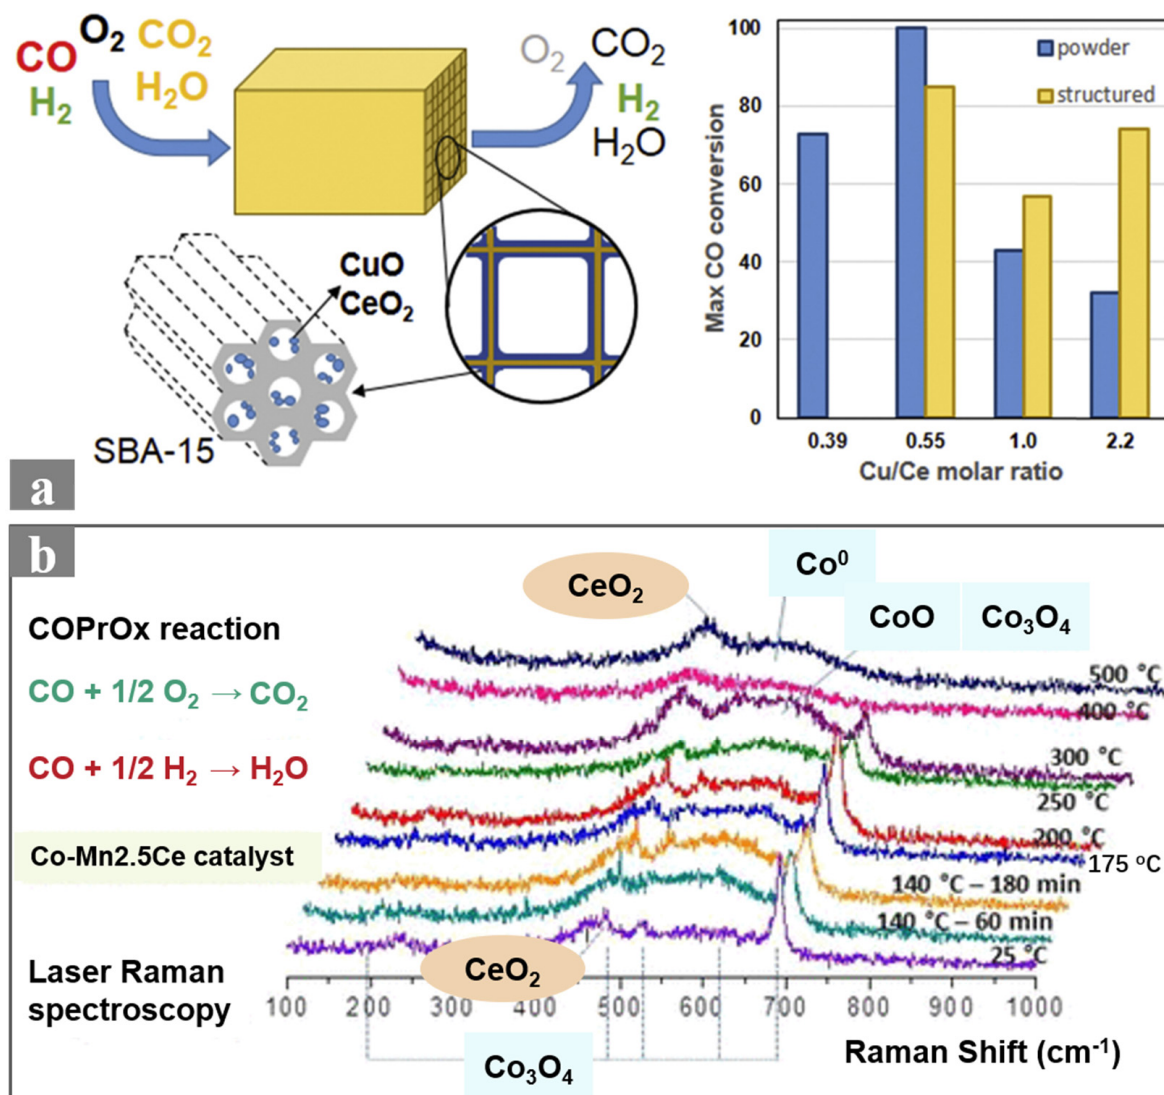 CO O₂ CO₂
H₂ H₂O
O₂ CO₂
H₂
H₂O
CuO
CeO₂
SBA-15
a
Max CO conversion
100
80
60
40
20
0
powder
structured
0.39 0.55 1.0 2.2
Cu/Ce molar ratio
b
COPrOx reaction
CO + 1/2 O₂ → CO₂
CO + 1/2 H₂ → H₂O
Co-Mn2.5Ce catalyst
Laser Raman
spectroscopy
CeO₂
Co⁰
CoO Co₃O₄
500 °C
400 °C
300 °C
250 °C
200 °C
175 °C
140 °C – 180 min
140 °C – 60 min
25 °C
CeO₂
100 200 300 400 500 600 700 800 900 1000
Co₃O₄
Raman Shift (cm⁻¹)